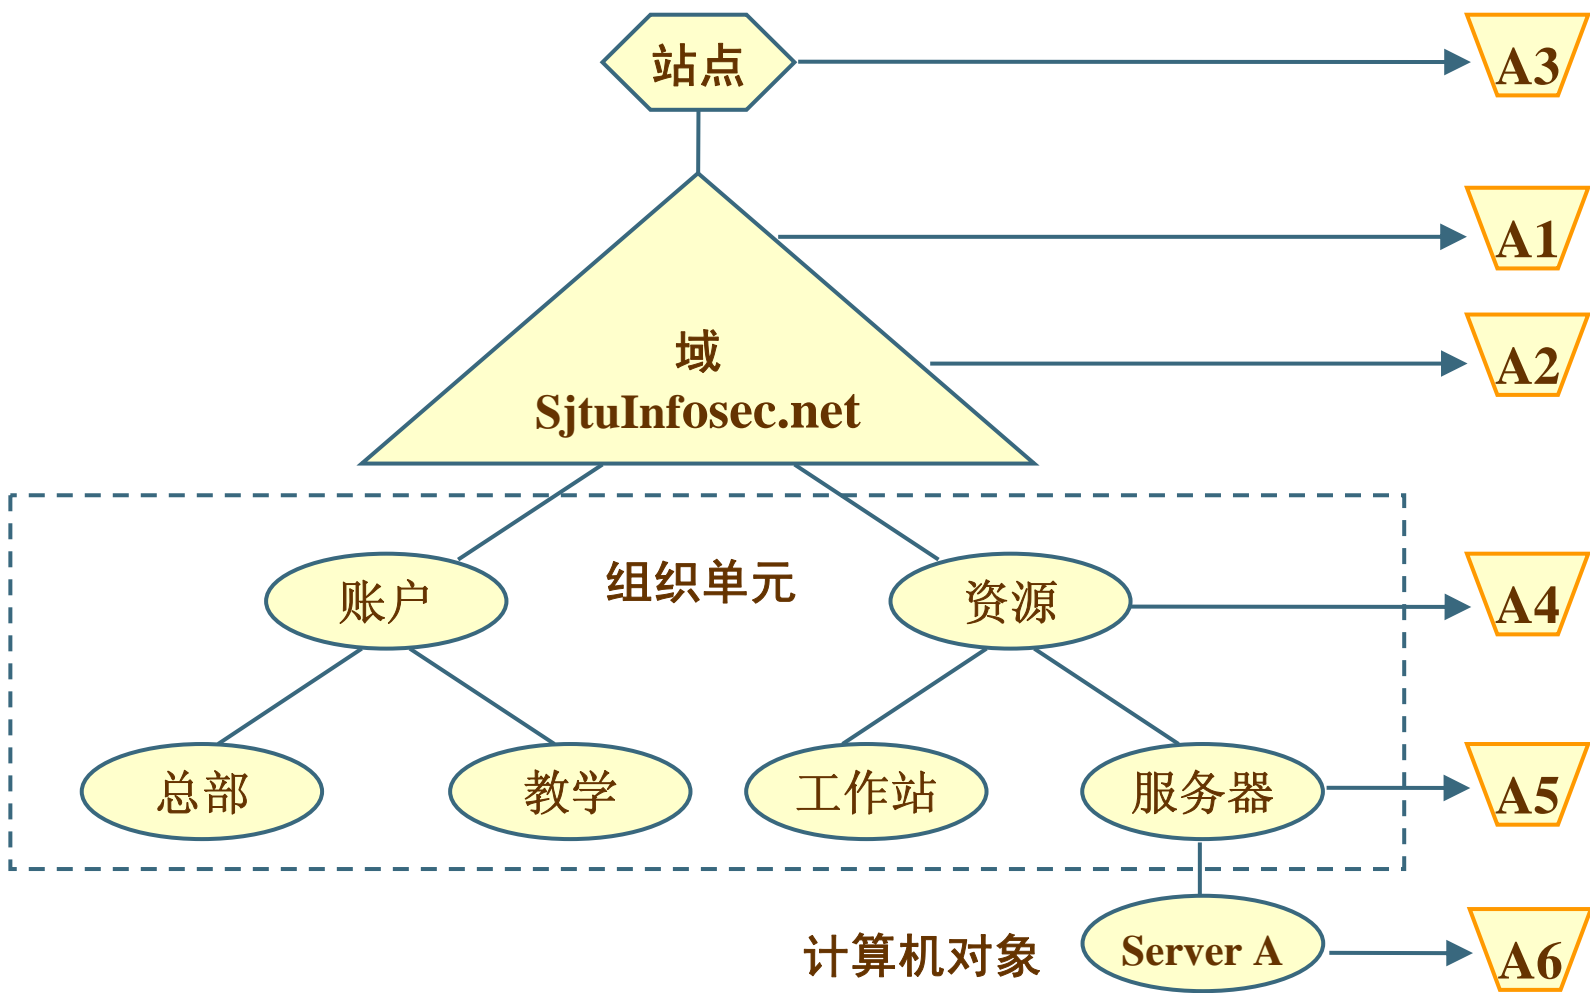 站点
A3
A1
域
A2
SjtuInfosec.net
账户
组织单元
资源
A4
总部
教学
工作站
服务器
A5
计算机对象
Server A
A6